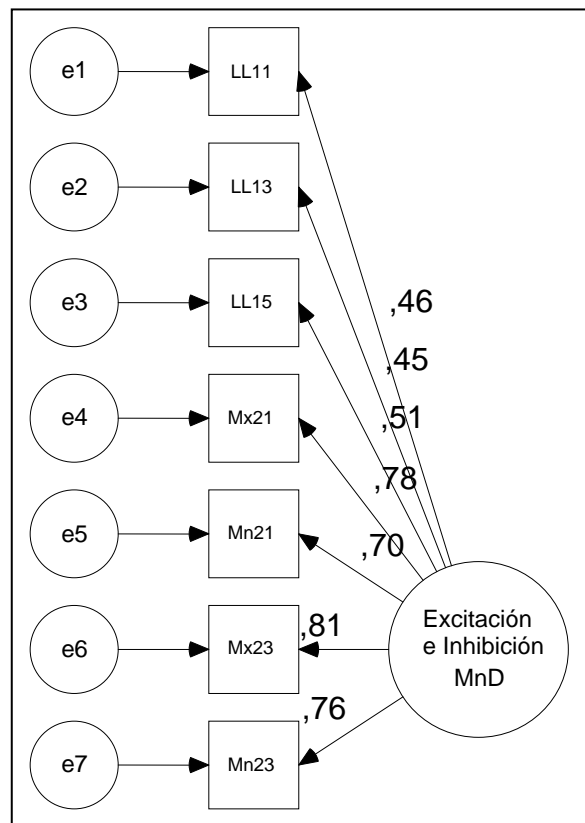 e1
LL11
e2
LL13
e3
LL15
,46
,45
e4
Mx21
,51
,78
e5
Mn21
,70
e6
Mx23
,81
Excitación
e Inhibición
MnD
e7
Mn23
,76